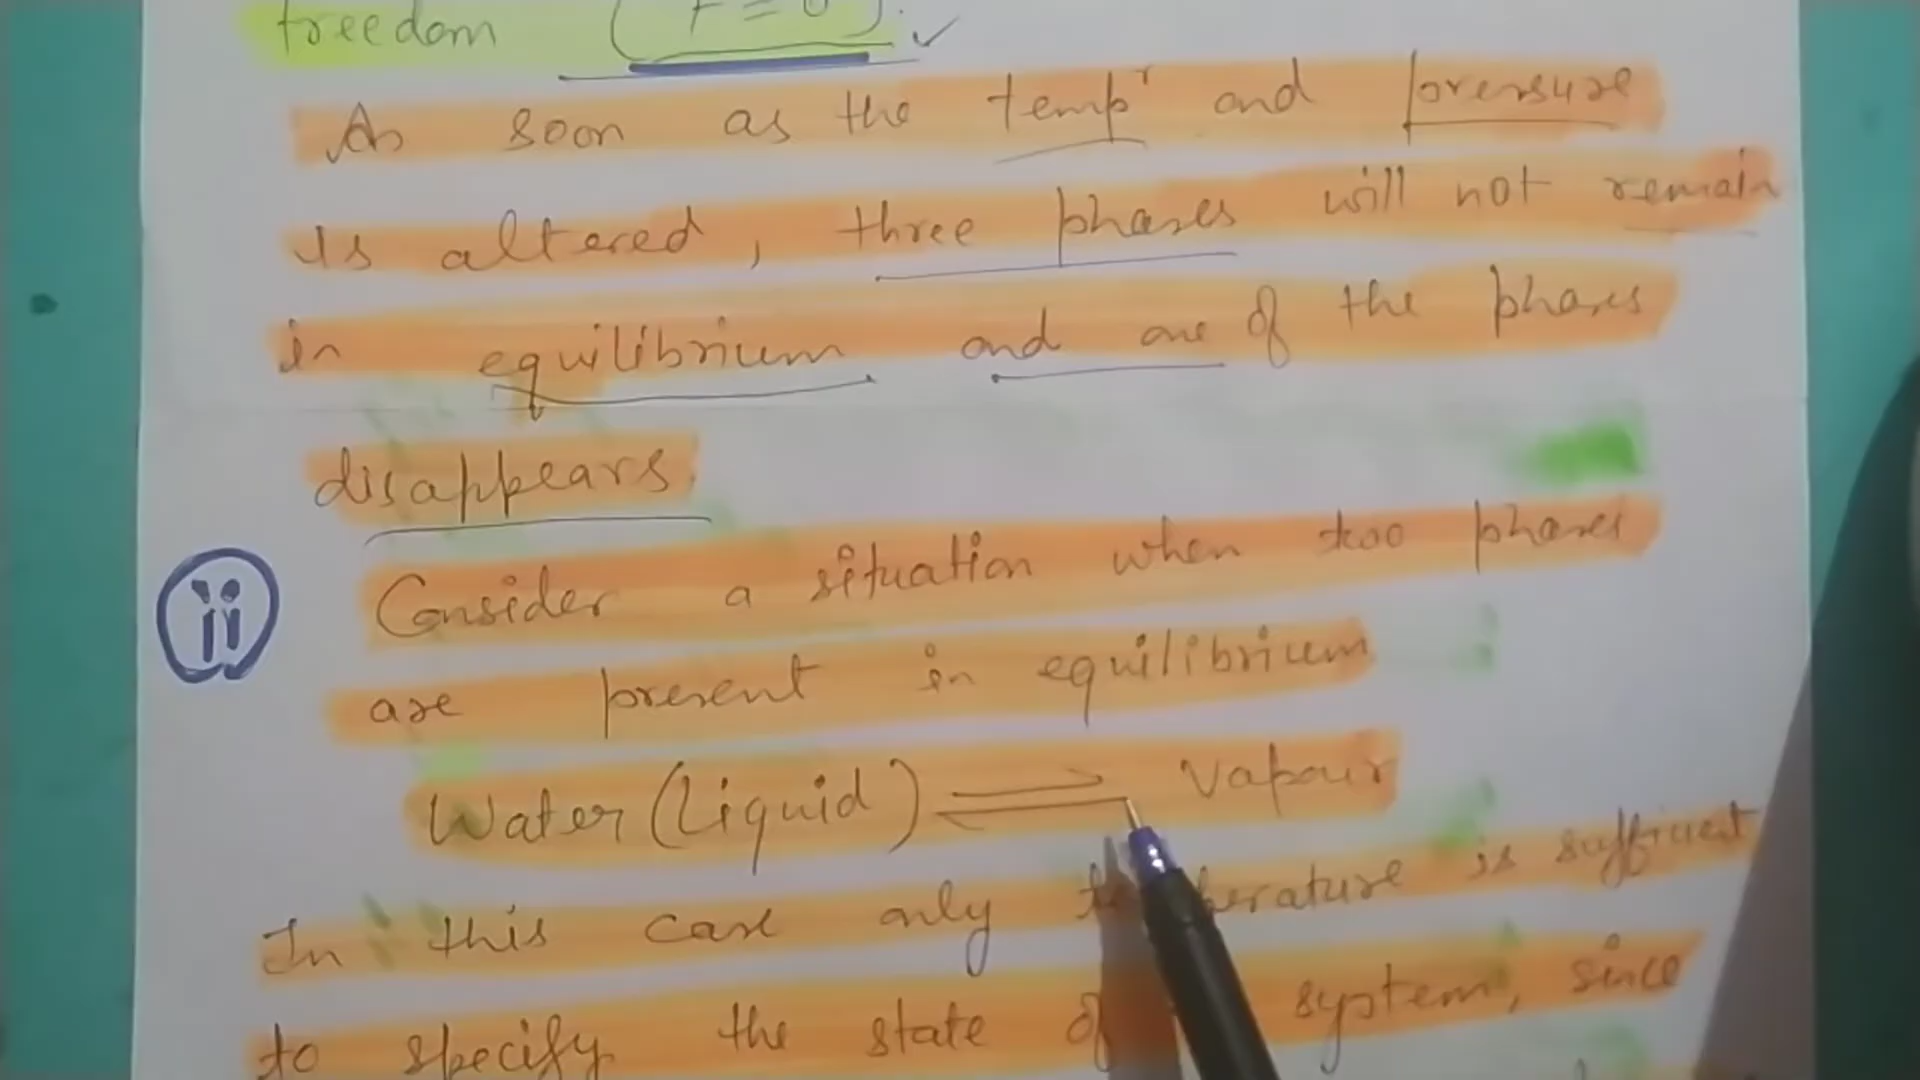 freedom (F = 0).
As soon as the tempr and pressure
is altered, three phases will not remain
in equilibrium and one of the phases
disappears.
ii Consider a situation when two phases
are present in equilibrium
Water (Liquid) ⇌ Vapour
In this case only temperature is sufficient
to specify the state of system, since